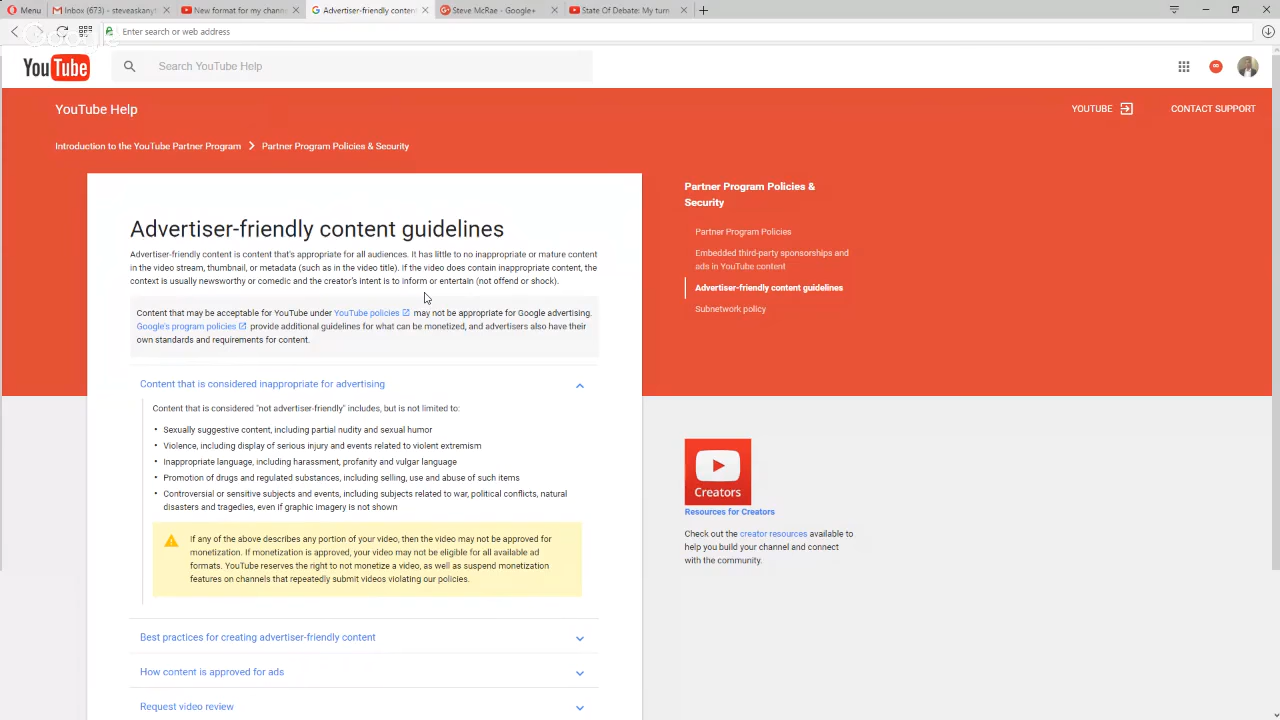 Menu
Gmail Inbox (673) - steveaskany
New format for my channe
Advertiser-friendly content
Steve McRae - Google+
State Of Debate: My turn
Enter search or web address
YouTube
Search YouTube Help
YouTube Help
YOUTUBE
CONTACT SUPPORT
Introduction to the YouTube Partner Program
Partner Program Policies & Security
Advertiser-friendly content guidelines
Advertiser-friendly content is content that's appropriate for all audiences. It has little to no inappropriate or mature content
in the video stream, thumbnail, or metadata (such as in the video title). If the video does contain inappropriate content, the
context is usually newsworthy or comedic and the creator's intent is to inform or entertain (not offend or shock).
Content that may be acceptable for YouTube under YouTube policies may not be appropriate for Google advertising.
Google's program policies provide additional guidelines for what can be monetized, and advertisers also have their
own standards and requirements for content.
Content that is considered inappropriate for advertising
Content that is considered "not advertiser-friendly" includes, but is not limited to:
• Sexually suggestive content, including partial nudity and sexual humor
• Violence, including display of serious injury and events related to violent extremism
• Inappropriate language, including harassment, profanity and vulgar language
• Promotion of drugs and regulated substances, including selling, use and abuse of such items
• Controversial or sensitive subjects and events, including subjects related to war, political conflicts, natural
disasters and tragedies, even if graphic imagery is not shown
If any of the above describes any portion of your video, then the video may not be approved for
monetization. If monetization is approved, your video may not be eligible for all available ad
formats. YouTube reserves the right to not monetize a video, as well as suspend monetization
features on channels that repeatedly submit videos violating our policies.
Best practices for creating advertiser-friendly content
How content is approved for ads
Request video review
Partner Program Policies &
Security
Partner Program Policies
Embedded third-party sponsorships and
ads in YouTube content
Advertiser-friendly content guidelines
Subnetwork policy
Creators
Resources for Creators
Check out the creator resources available to
help you build your channel and connect
with the community.